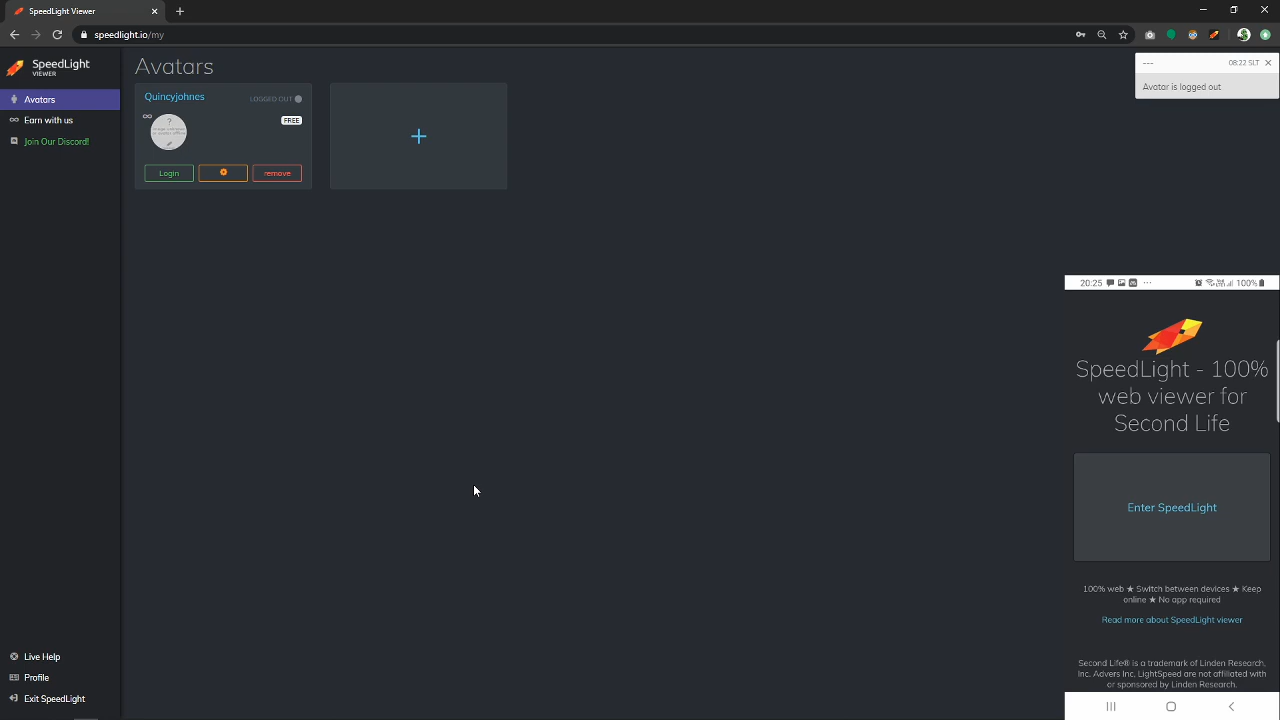 SpeedLight Viewer
speedlight.io/my
SpeedLight
VIEWER
Avatars
Earn with us
Join Our Discord!
Live Help
Profile
Exit SpeedLight
Avatars
Quincyjohnes
LOGGED OUT
FREE
Login
remove
+
---
08:22 SLT
Avatar is logged out
20:25
100%
SpeedLight - 100%
web viewer for
Second Life
Enter SpeedLight
100% web ★ Switch between devices ★ Keep
online ★ No app required
Read more about SpeedLight viewer
Second Life® is a trademark of Linden Research,
Inc. Advers Inc, LightSpeed are not affiliated with
or sponsored by Linden Research.